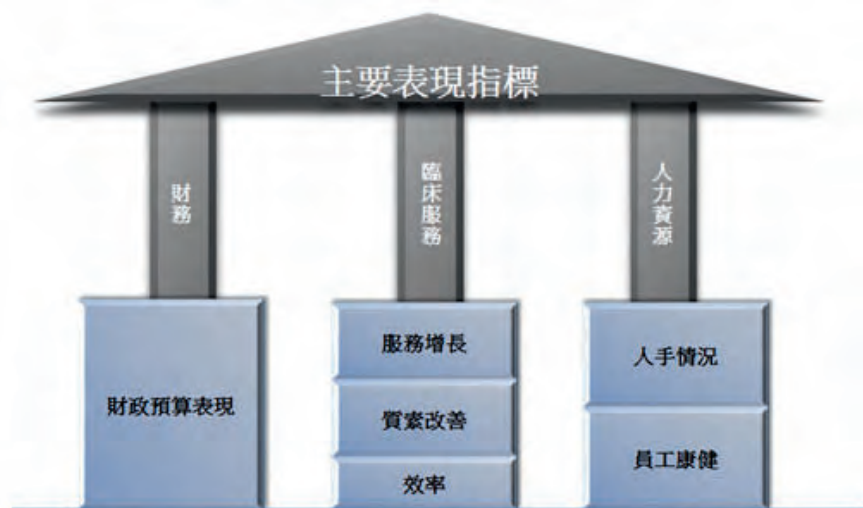 主要表現指標
財務
臨床服務
人力資源
財政預算表現
服務增長
質素改善
效率
人手情況
員工康健